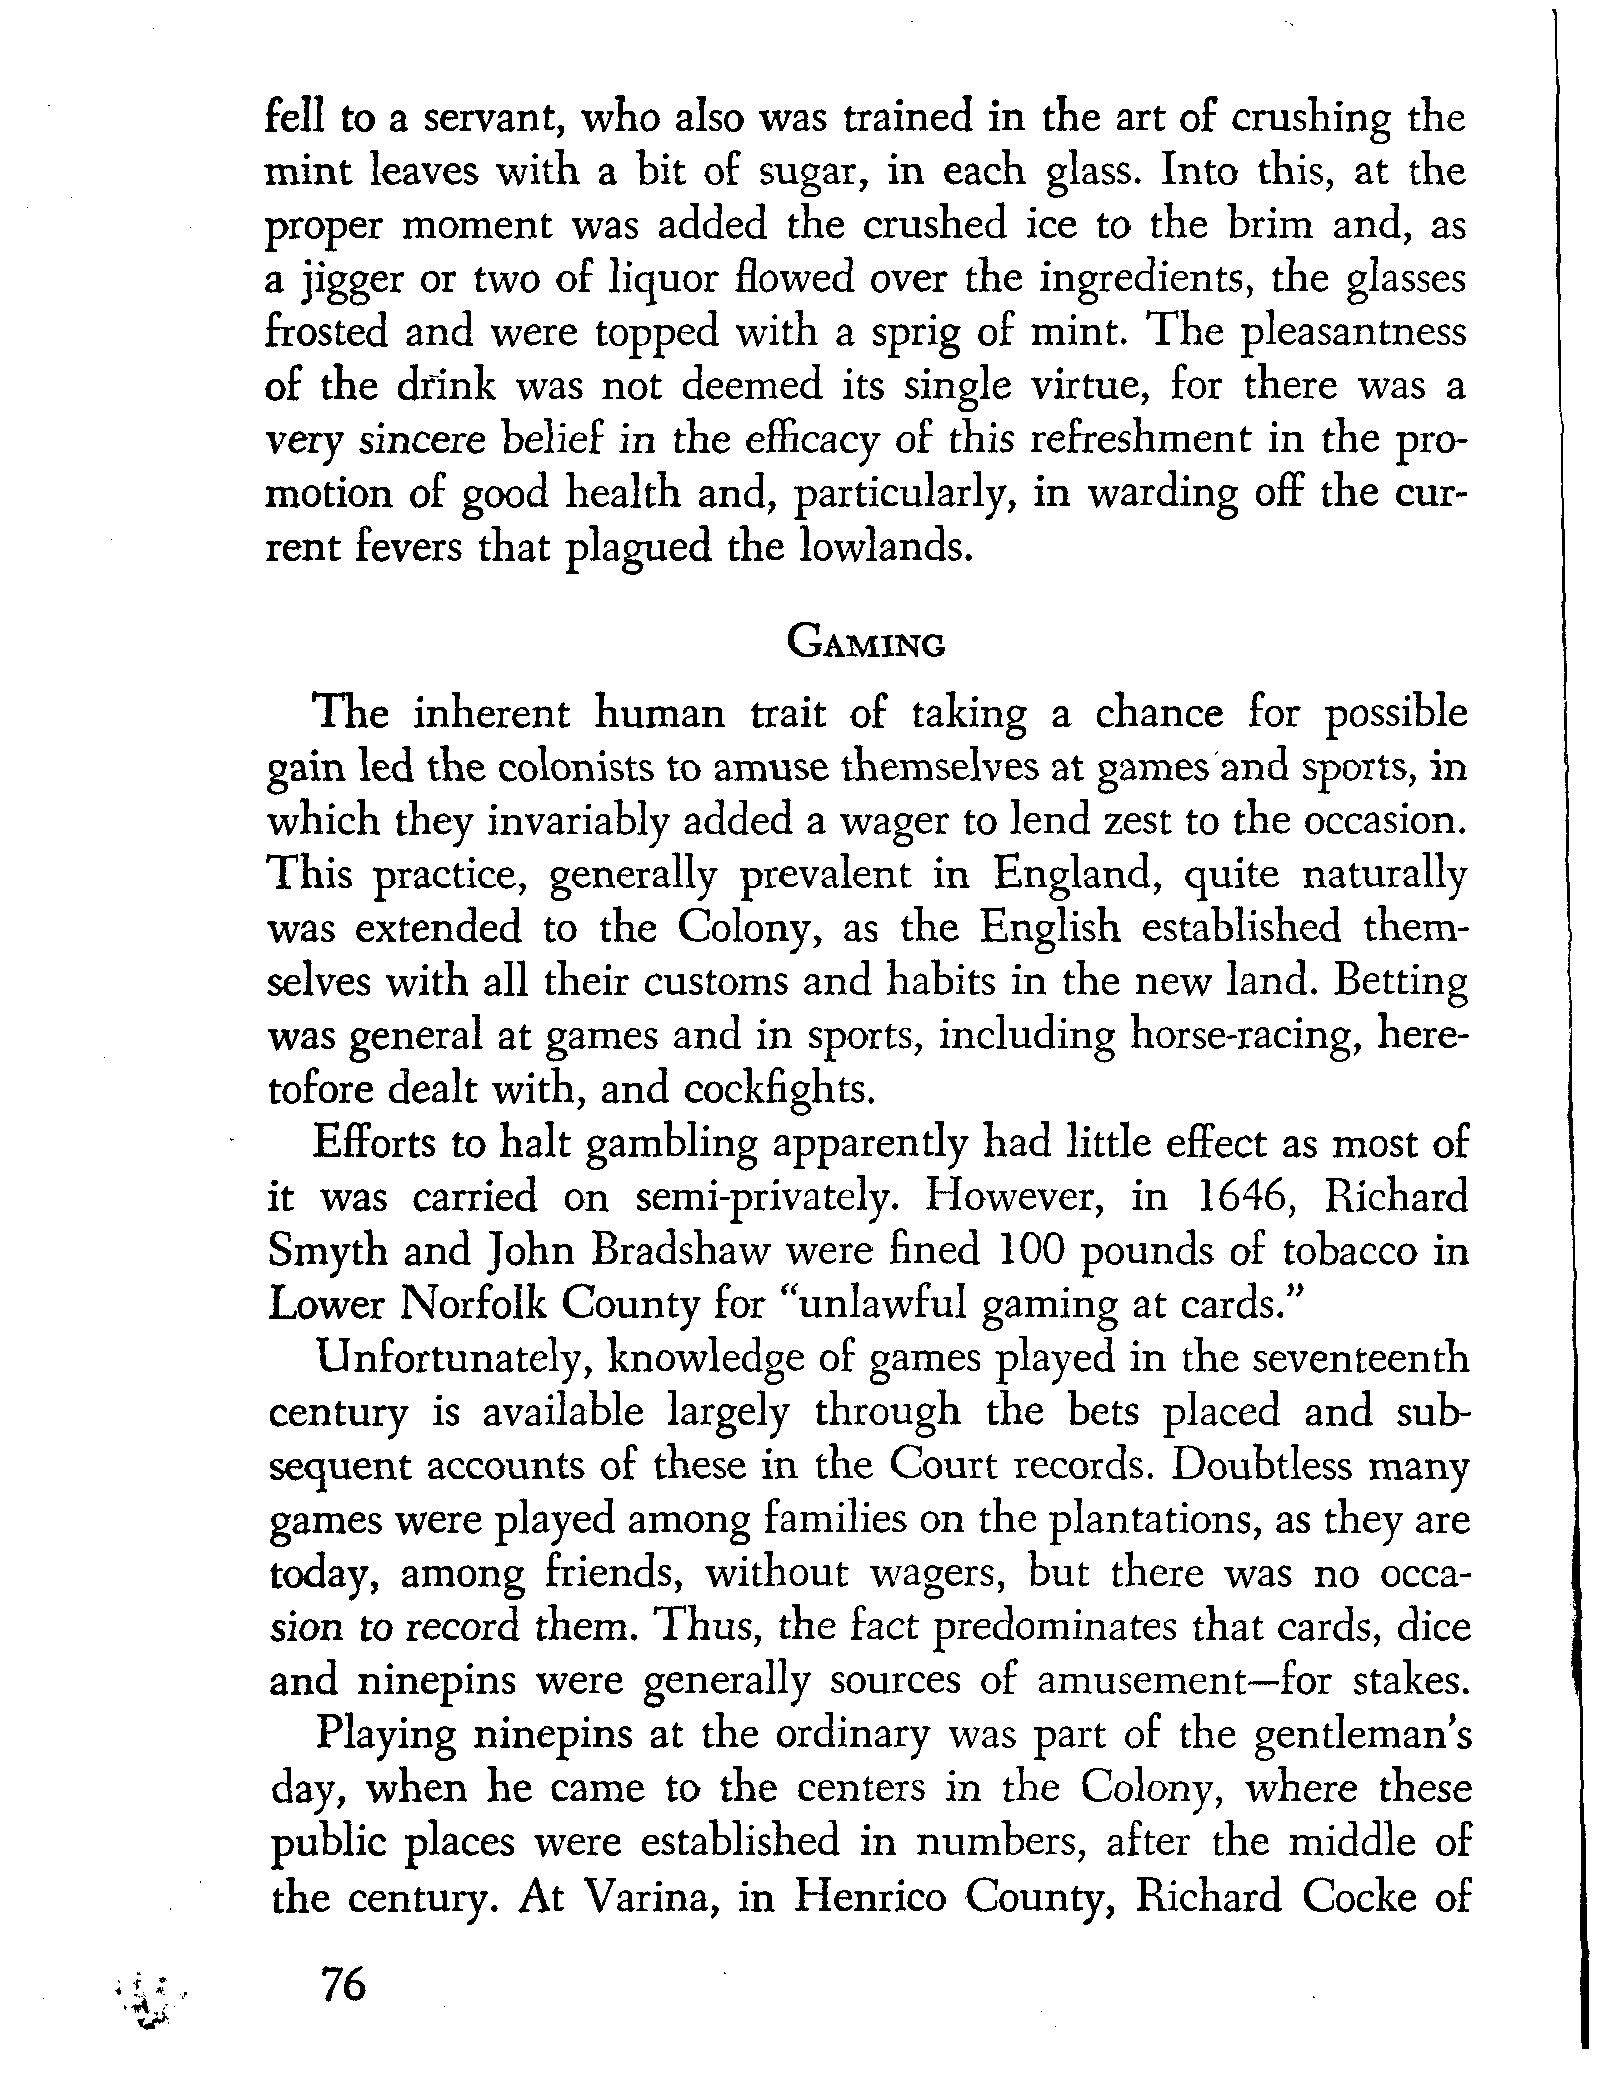 fell to a servant, who also was trained in the art of crushing the
mint leaves with a bit of sugar, in each glass. Into this, at the
proper moment was added the crushed ice to the brim and, as
a jigger or two of liquor flowed over the ingredients, the glasses
frosted and were topped with a sprig of mint. The pleasantness
of the drink was not deemed its single virtue, for there was a
very sincere belief in the efficacy of this refreshment in the pro-
motion of good health and, particularly, in warding off the cur-
rent fevers that plagued the lowlands.
GAMING
The inherent human trait of taking a chance for possible
gain led the colonists to amuse themselves at games and sports, in
which they invariably added a wager to lend zest to the occasion.
This practice, generally prevalent in England, quite naturally
was extended to the Colony, as the English established them-
selves with all their customs and habits in the new land. Betting
was general at games and in sports, including horse-racing, here-
tofore dealt with, and cockfights.
Efforts to halt gambling apparently had little effect as most of
it was carried on semi-privately. However, in 1646, Richard
Smyth and John Bradshaw were fined 100 pounds of tobacco in
Lower Norfolk County for “unlawful gaming at cards.”
Unfortunately, knowledge of games played in the seventeenth
century is available largely through the bets placed and sub-
sequent accounts of these in the Court records. Doubtless many
games were played among families on the plantations, as they are
today, among friends, without wagers, but there was no occa-
sion to record them. Thus, the fact predominates that cards, dice
and ninepins were generally sources of amusement—for stakes.
Playing ninepins at the ordinary was part of the gentleman's
day, when he came to the centers in the Colony, where these
public places were established in numbers, after the middle of
the century. At Varina, in Henrico County, Richard Cocke of
76